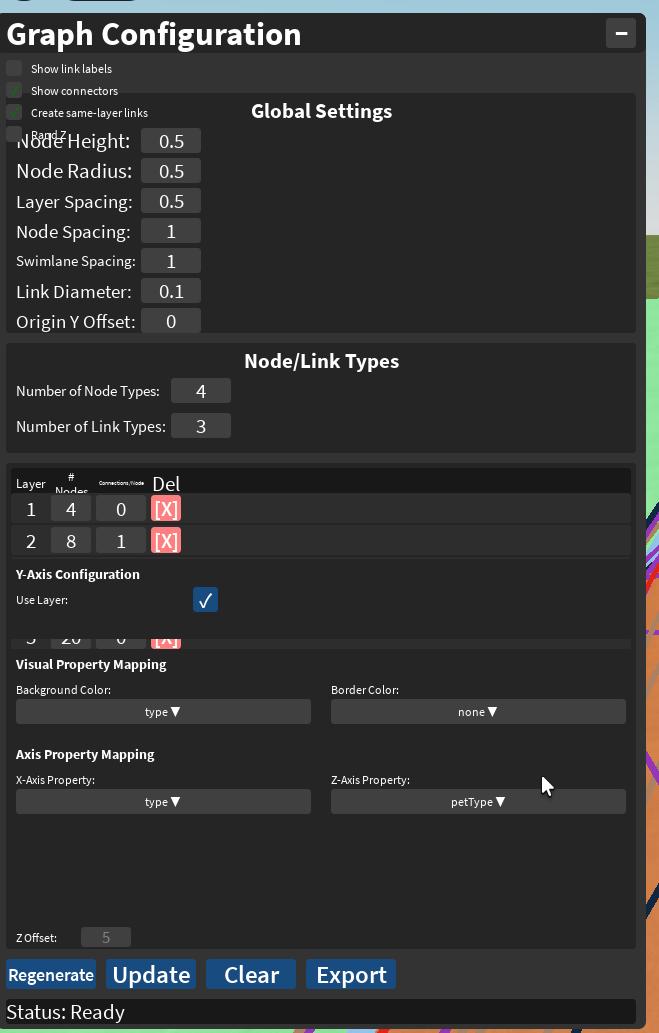 Graph Configuration
Show link labels
Show connectors
Create same-layer links
Rand Z
Global Settings
Node Height: 0.5
Node Radius: 0.5
Layer Spacing: 0.5
Node Spacing: 1
Swimlane Spacing: 1
Link Diameter: 0.1
Origin Y Offset: 0
Node/Link Types
Number of Node Types: 4
Number of Link Types: 3
Layer # Nodes Connections/Node Del
1 4 0 [X]
2 8 1 [X]
Y-Axis Configuration
Use Layer: ✓
20 0 [X]
Visual Property Mapping
Background Color: Border Color:
type ▼ none ▼
Axis Property Mapping
X-Axis Property: Z-Axis Property:
type ▼ petType ▼
Z Offset: 5
Regenerate Update Clear Export
Status: Ready